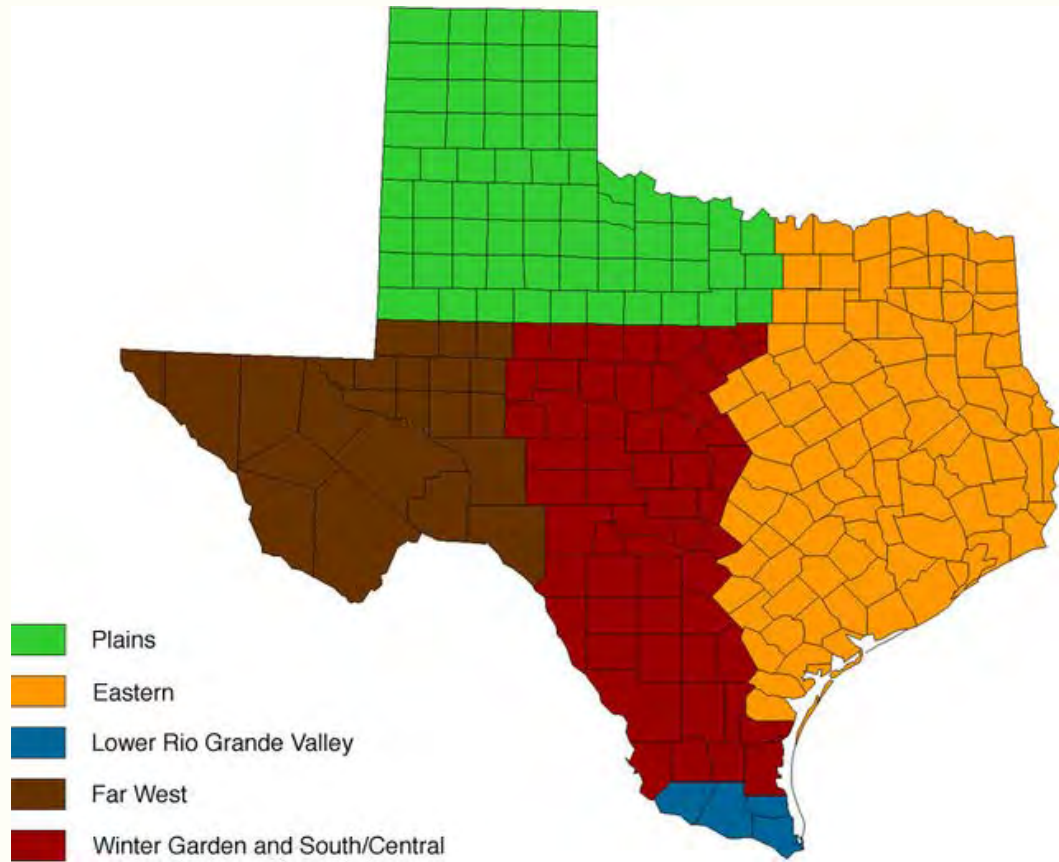 Plains
Eastern
Lower Rio Grande Valley
Far West
Winter Garden and South/Central